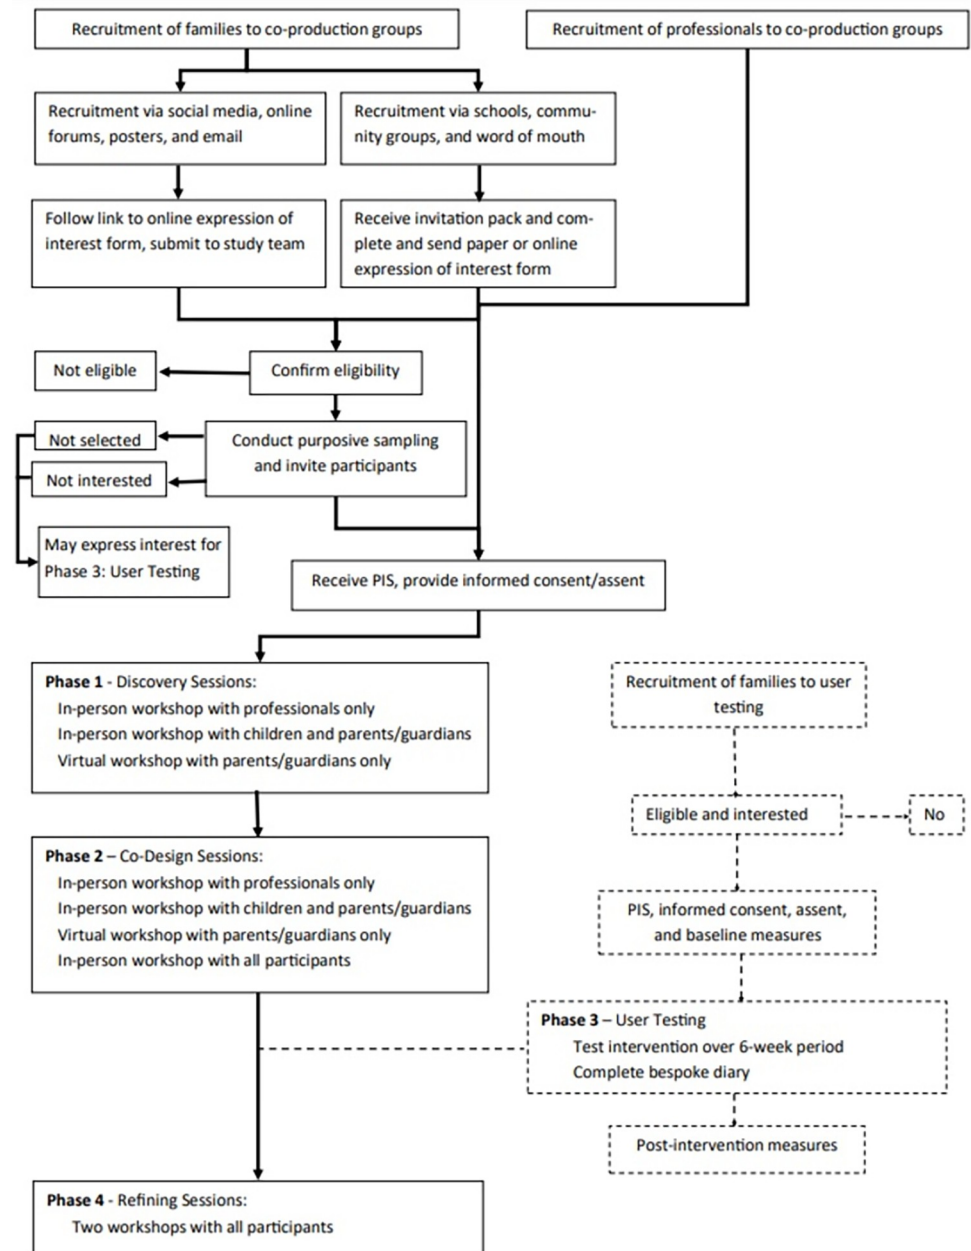 Recruitment of families to co-production groups
Recruitment of professionals to co-production groups
Recruitment via social media, online
forums, posters, and email
Recruitment via schools, commu-
nity groups, and word of mouth
Follow link to online expression of
interest form, submit to study team
Receive invitation pack and com-
plete and send paper or online
expression of interest form
Not eligible
Confirm eligibility
Not selected
Not interested
Conduct purposive sampling
and invite participants
May express interest for
Phase 3: User Testing
Receive PIS, provide informed consent/assent
Phase 1 - Discovery Sessions:
In-person workshop with professionals only
In-person workshop with children and parents/guardians
Virtual workshop with parents/guardians only
Recruitment of families to user
testing
Eligible and interested
No
Phase 2 – Co-Design Sessions:
In-person workshop with professionals only
In-person workshop with children and parents/guardians
Virtual workshop with parents/guardians only
In-person workshop with all participants
PIS, informed consent, assent,
and baseline measures
Phase 3 – User Testing
Test intervention over 6-week period
Complete bespoke diary
Post-intervention measures
Phase 4 - Refining Sessions:
Two workshops with all participants